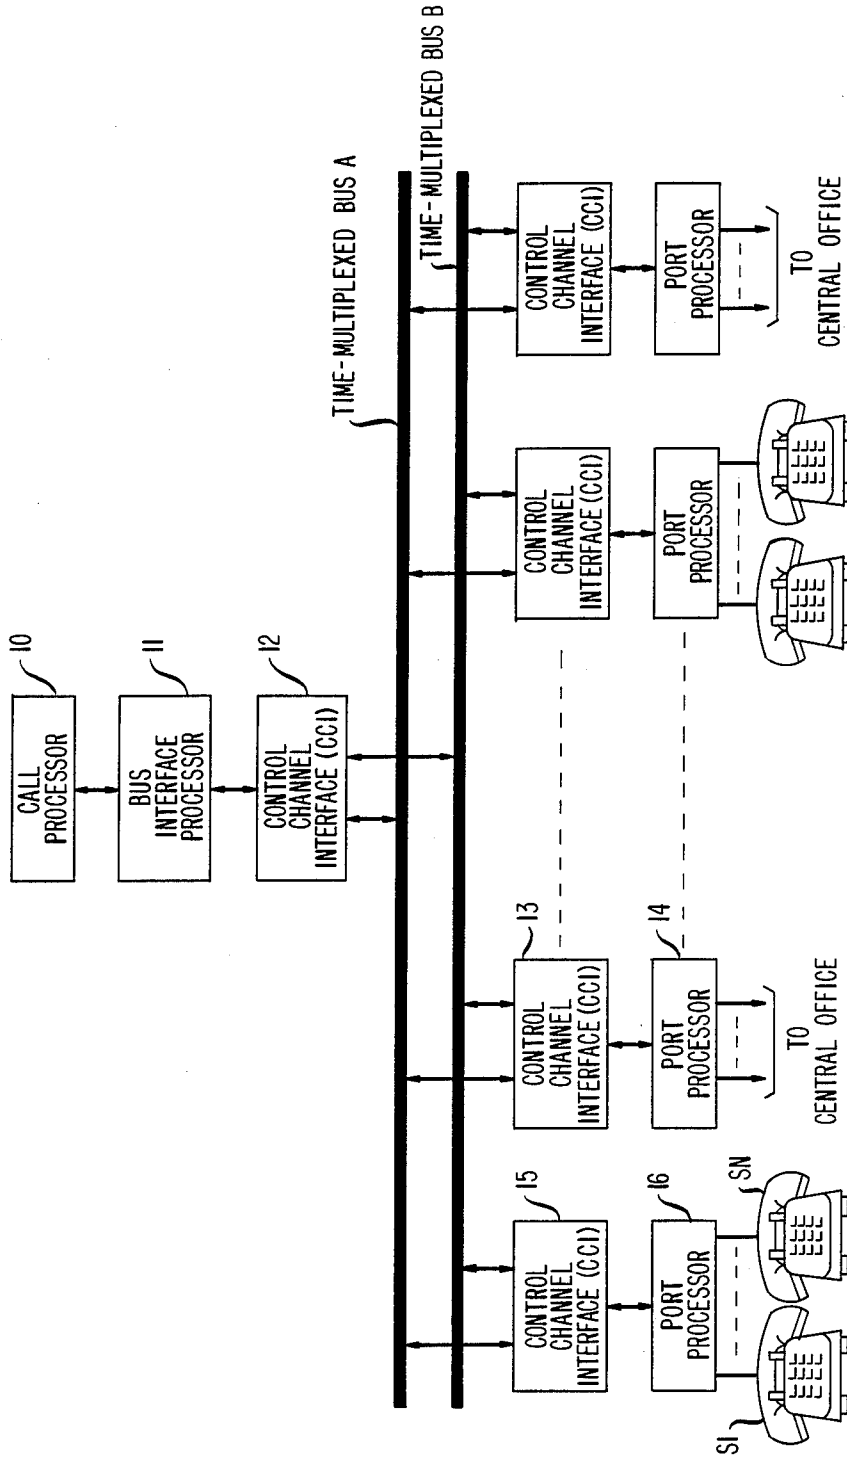 CALL
PROCESSOR
10
BUS
INTERFACE
PROCESSOR
11
CONTROL
CHANNEL
INTERFACE (CCI)
12
TIME-MULTIPLEXED BUS A
TIME-MULTIPLEXED BUS B
CONTROL
CHANNEL
INTERFACE (CCI)
15
CONTROL
CHANNEL
INTERFACE (CCI)
13
CONTROL
CHANNEL
INTERFACE (CCI)
CONTROL
CHANNEL
INTERFACE (CCI)
PORT
PROCESSOR
16
PORT
PROCESSOR
14
PORT
PROCESSOR
PORT
PROCESSOR
S1
SN
TO
CENTRAL OFFICE
TO
CENTRAL OFFICE